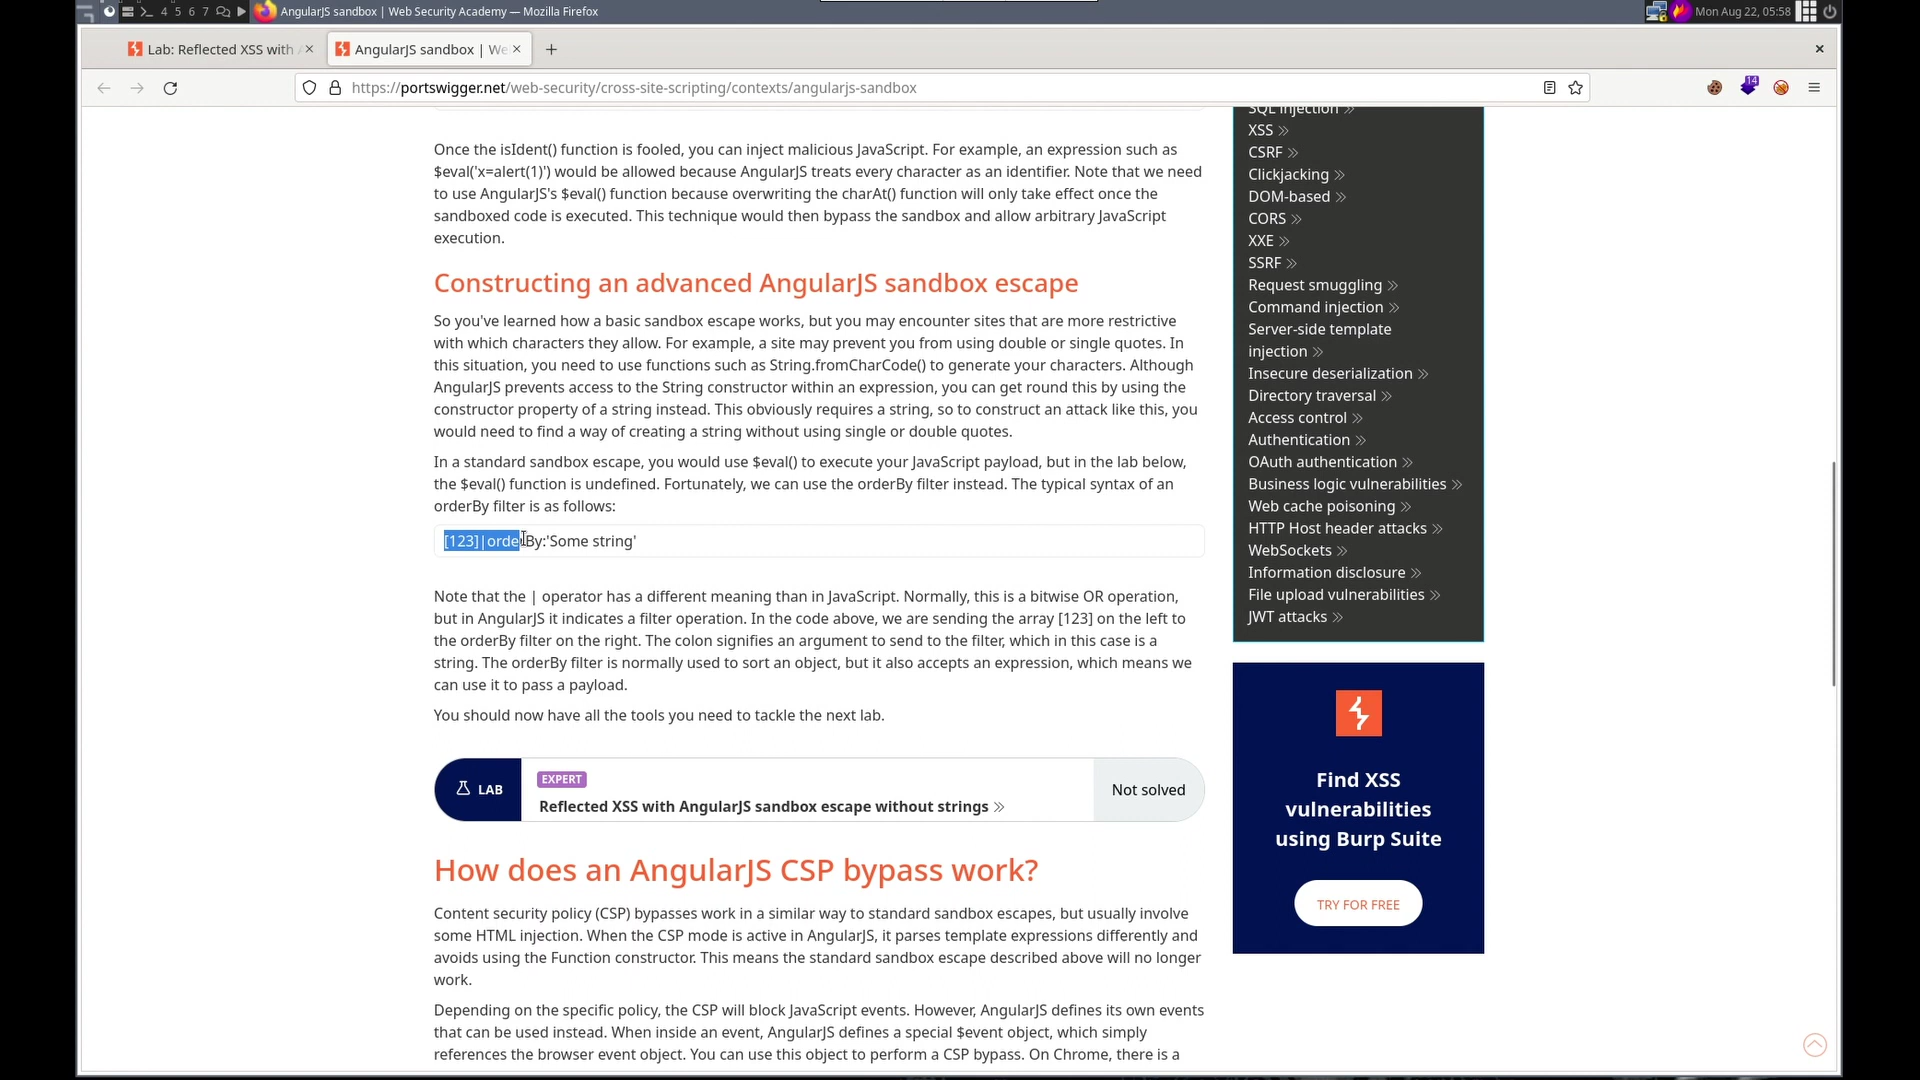 4 5 6 7
AngularJS sandbox | Web Security Academy — Mozilla Firefox
Mon Aug 22, 05:58
Lab: Reflected XSS with
AngularJS sandbox | We
https://portswigger.net/web-security/cross-site-scripting/contexts/angularjs-sandbox
14
Once the isIdent() function is fooled, you can inject malicious JavaScript. For example, an expression such as
$eval('x=alert(1)') would be allowed because AngularJS treats every character as an identifier. Note that we need
to use AngularJS's $eval() function because overwriting the charAt() function will only take effect once the
sandboxed code is executed. This technique would then bypass the sandbox and allow arbitrary JavaScript
execution.
Constructing an advanced AngularJS sandbox escape
So you've learned how a basic sandbox escape works, but you may encounter sites that are more restrictive
with which characters they allow. For example, a site may prevent you from using double or single quotes. In
this situation, you need to use functions such as String.fromCharCode() to generate your characters. Although
AngularJS prevents access to the String constructor within an expression, you can get round this by using the
constructor property of a string instead. This obviously requires a string, so to construct an attack like this, you
would need to find a way of creating a string without using single or double quotes.
In a standard sandbox escape, you would use $eval() to execute your JavaScript payload, but in the lab below,
the $eval() function is undefined. Fortunately, we can use the orderBy filter instead. The typical syntax of an
orderBy filter is as follows:
[123]|orderBy:'Some string'
Note that the | operator has a different meaning than in JavaScript. Normally, this is a bitwise OR operation,
but in AngularJS it indicates a filter operation. In the code above, we are sending the array [123] on the left to
the orderBy filter on the right. The colon signifies an argument to send to the filter, which in this case is a
string. The orderBy filter is normally used to sort an object, but it also accepts an expression, which means we
can use it to pass a payload.
You should now have all the tools you need to tackle the next lab.
LAB
EXPERT
Reflected XSS with AngularJS sandbox escape without strings »
Not solved
How does an AngularJS CSP bypass work?
Content security policy (CSP) bypasses work in a similar way to standard sandbox escapes, but usually involve
some HTML injection. When the CSP mode is active in AngularJS, it parses template expressions differently and
avoids using the Function constructor. This means the standard sandbox escape described above will no longer
work.
Depending on the specific policy, the CSP will block JavaScript events. However, AngularJS defines its own events
that can be used instead. When inside an event, AngularJS defines a special $event object, which simply
references the browser event object. You can use this object to perform a CSP bypass. On Chrome, there is a
SQL injection »
XSS »
CSRF »
Clickjacking »
DOM-based »
CORS »
XXE »
SSRF »
Request smuggling »
Command injection »
Server-side template
injection »
Insecure deserialization »
Directory traversal »
Access control »
Authentication »
OAuth authentication »
Business logic vulnerabilities »
Web cache poisoning »
HTTP Host header attacks »
WebSockets »
Information disclosure »
File upload vulnerabilities »
JWT attacks »
Find XSS
vulnerabilities
using Burp Suite
TRY FOR FREE